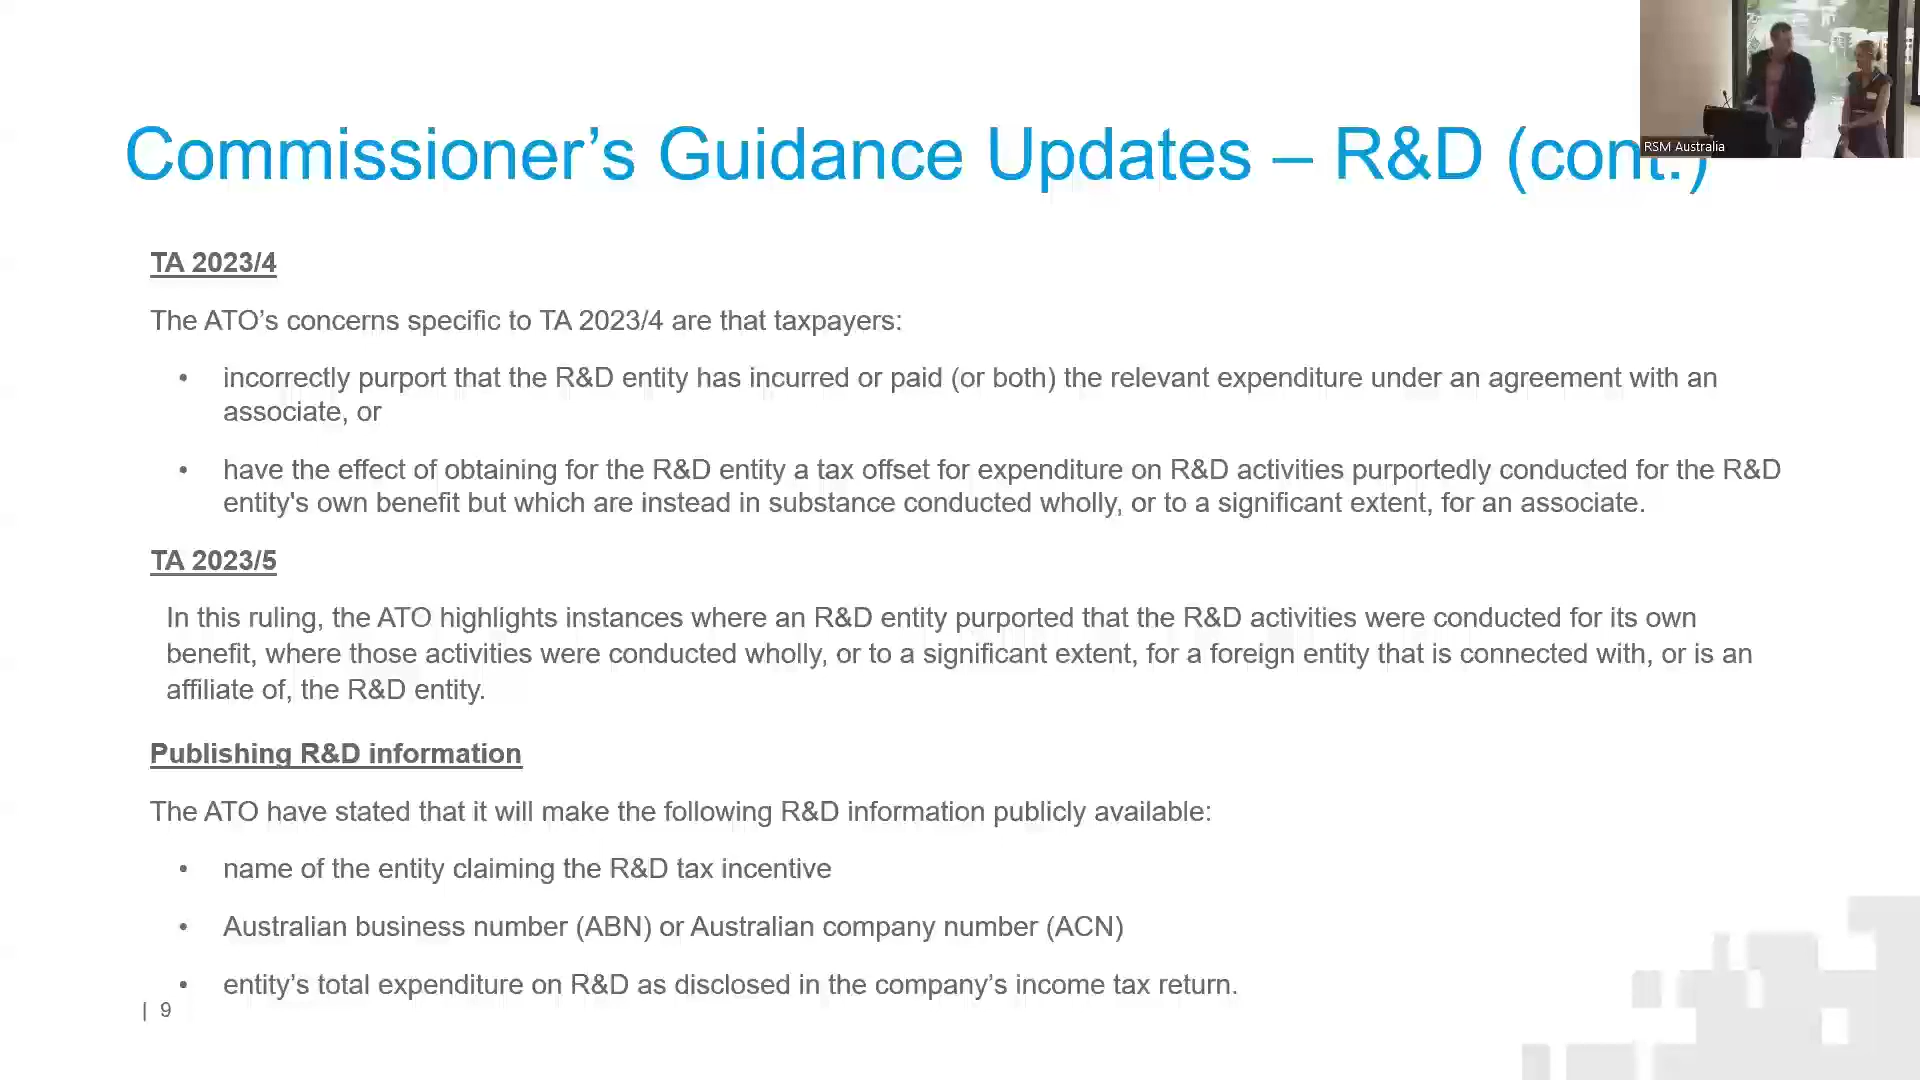 RSM Australia
Commissioner’s Guidance Updates – R&D (cont.)
TA 2023/4
The ATO’s concerns specific to TA 2023/4 are that taxpayers:
• incorrectly purport that the R&D entity has incurred or paid (or both) the relevant expenditure under an agreement with an
associate, or
• have the effect of obtaining for the R&D entity a tax offset for expenditure on R&D activities purportedly conducted for the R&D
entity's own benefit but which are instead in substance conducted wholly, or to a significant extent, for an associate.
TA 2023/5
In this ruling, the ATO highlights instances where an R&D entity purported that the R&D activities were conducted for its own
benefit, where those activities were conducted wholly, or to a significant extent, for a foreign entity that is connected with, or is an
affiliate of, the R&D entity.
Publishing R&D information
The ATO have stated that it will make the following R&D information publicly available:
• name of the entity claiming the R&D tax incentive
• Australian business number (ABN) or Australian company number (ACN)
• entity’s total expenditure on R&D as disclosed in the company’s income tax return.
| 9